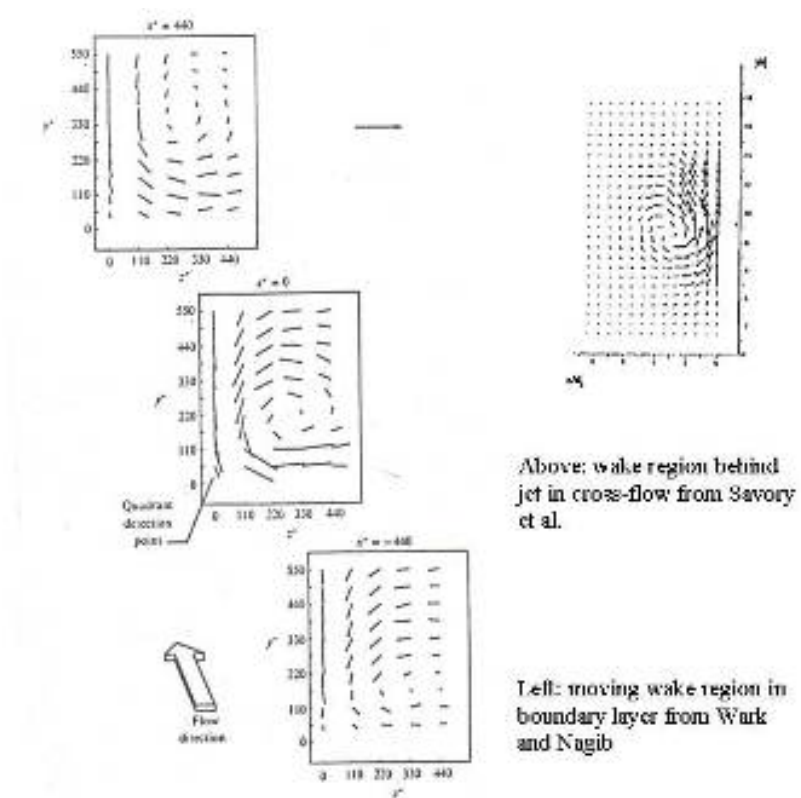 x+ = 440
550
440
330
220
110
0
0 110 220 330 440
z+
x+ = 0
550
440
330
220
110
0
y+
Quadrant
detection
point
0 110 220 330 440
z+
x+ = -440
550
440
330
220
110
0
y+
0 110 220 330 440
z+
Flow
direction
Above: wake region behind
jet in cross-flow from Savory
et al.
Left: moving wake region in
boundary layer from Wark
and Nagib